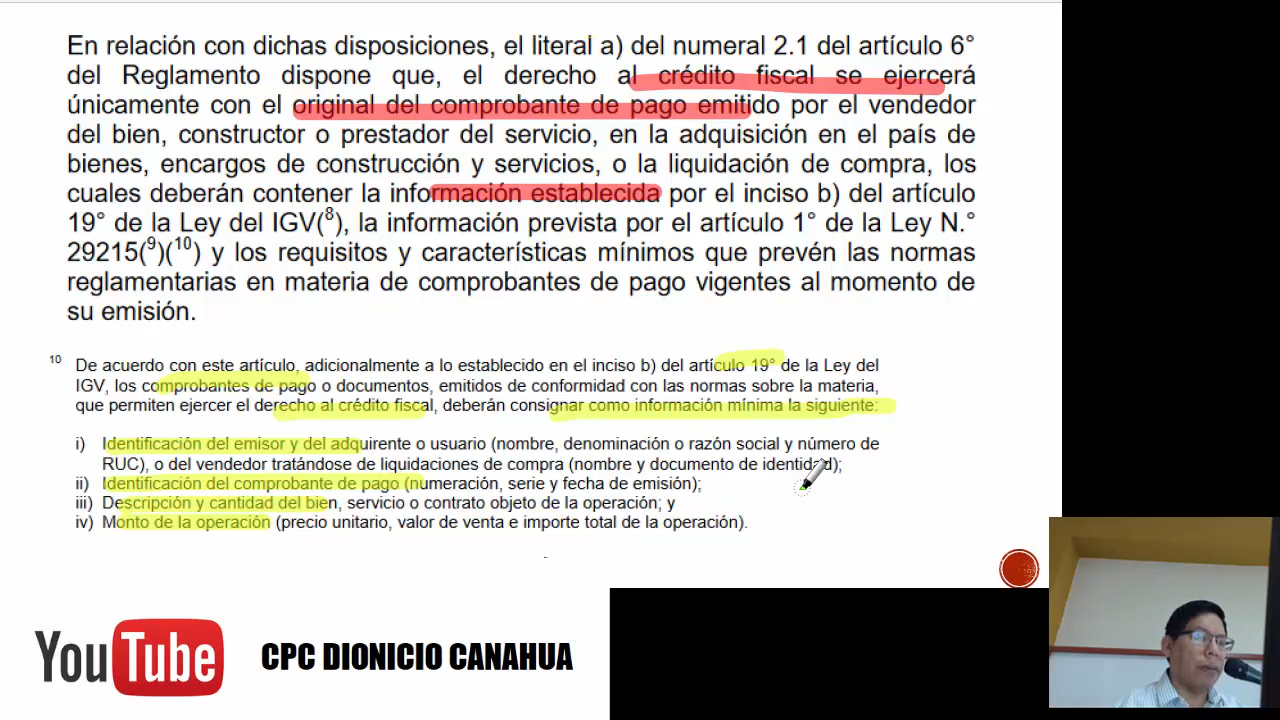 En relación con dichas disposiciones, el literal a) del numeral 2.1 del artículo 6°
del Reglamento dispone que, el derecho al crédito fiscal se ejercerá
únicamente con el original del comprobante de pago emitido por el vendedor
del bien, constructor o prestador del servicio, en la adquisición en el país de
bienes, encargos de construcción y servicios, o la liquidación de compra, los
cuales deberán contener la información establecida por el inciso b) del artículo
19° de la Ley del IGV(8), la información prevista por el artículo 1° de la Ley N.°
29215(9)(10) y los requisitos y características mínimos que prevén las normas
reglamentarias en materia de comprobantes de pago vigentes al momento de
su emisión.
10 De acuerdo con este artículo, adicionalmente a lo establecido en el inciso b) del artículo 19° de la Ley del
IGV, los comprobantes de pago o documentos, emitidos de conformidad con las normas sobre la materia,
que permiten ejercer el derecho al crédito fiscal, deberán consignar como información mínima la siguiente:
i) Identificación del emisor y del adquirente o usuario (nombre, denominación o razón social y número de
RUC), o del vendedor tratándose de liquidaciones de compra (nombre y documento de identidad);
ii) Identificación del comprobante de pago (numeración, serie y fecha de emisión);
iii) Descripción y cantidad del bien, servicio o contrato objeto de la operación; y
iv) Monto de la operación (precio unitario, valor de venta e importe total de la operación).
YouTube CPC DIONICIO CANAHUA